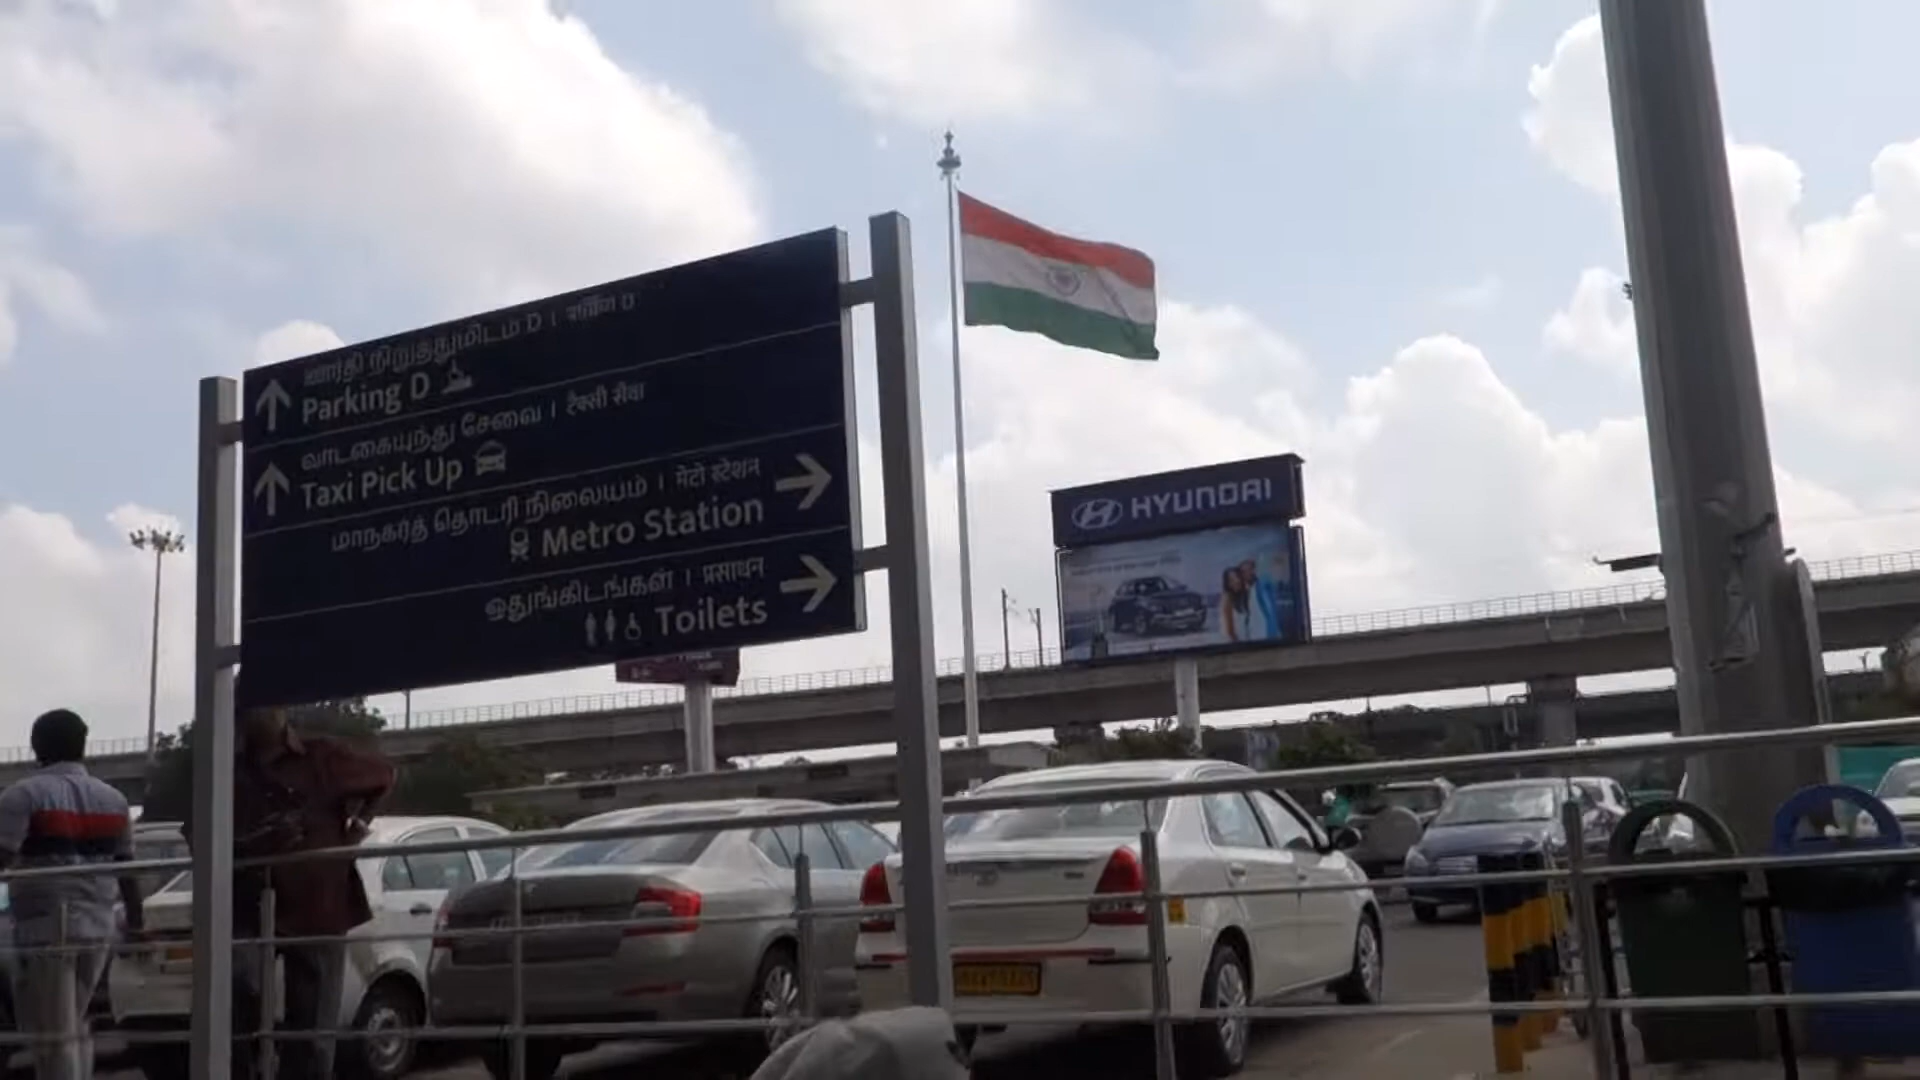 ஊர்தி நிறுத்துமிடம் D | पार्किंग D
Parking D
வாடகையுந்து சேவை | टैक्सी सेवा
Taxi Pick Up
மாநகரத் தொடரி நிலையம் | मेट्रो स्टेशन
Metro Station
ஒதுங்கிடங்கள் | प्रसाधन
Toilets
HYUNDAI